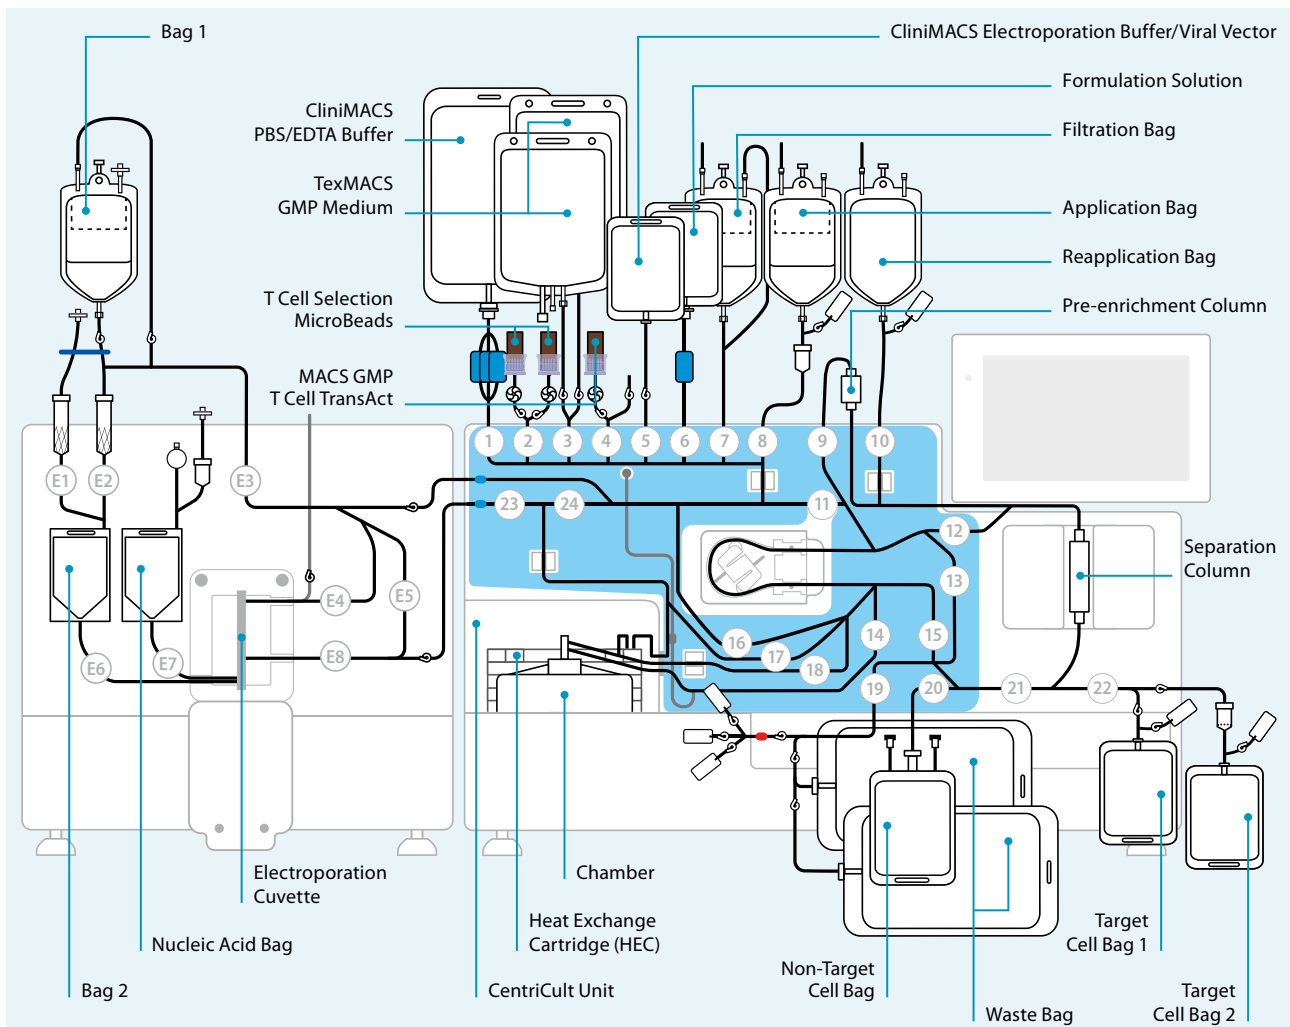 Bag 1
CliniMACS Electroporation Buffer/Viral Vector
Formulation Solution
CliniMACS
PBS/EDTA Buffer
Filtration Bag
TexMACS
GMP Medium
Application Bag
Reapplication Bag
T Cell Selection
MicroBeads
Pre-enrichment Column
MACS GMP
T Cell TransAct
1
2
3
4
5
6
7
8
9
10
E1
E2
E3
23
24
11
12
Separation
Column
13
E4
E5
14
15
16
17
18
E6
E7
E8
19
20
21
22
Electroporation
Cuvette
Chamber
Heat Exchange
Cartridge (HEC)
Nucleic Acid Bag
Target
Cell Bag 1
Non-Target
Cell Bag
Bag 2
CentriCult Unit
Target
Cell Bag 2
Waste Bag